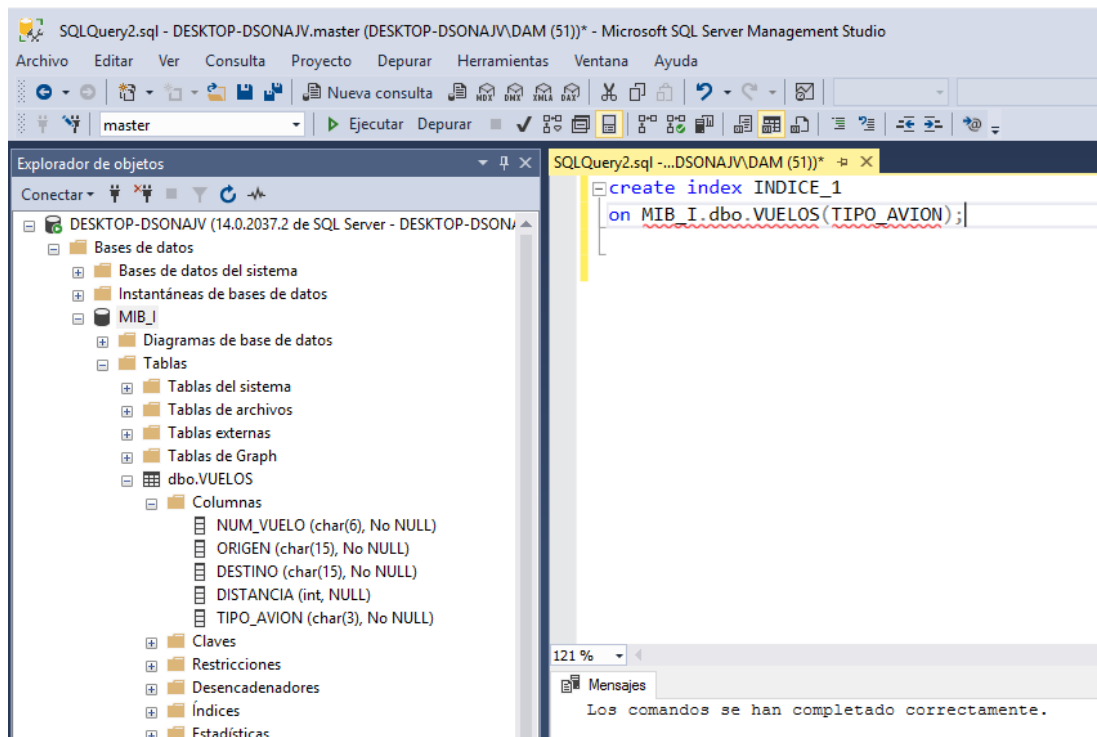 SQLQuery2.sql - DESKTOP-DSONAJV.master (DESKTOP-DSONAJV\DAM (51))* - Microsoft SQL Server Management Studio
Archivo Editar Ver Consulta Proyecto Depurar Herramientas Ventana Ayuda
Nueva consulta MDX DMX XMLA DAX
master Ejecutar Depurar
Explorador de objetos
Conectar
DESKTOP-DSONAJV (14.0.2037.2 de SQL Server - DESKTOP-DSONA
Bases de datos
Bases de datos del sistema
Instantáneas de bases de datos
MIB_I
Diagramas de base de datos
Tablas
Tablas del sistema
Tablas de archivos
Tablas externas
Tablas de Graph
dbo.VUELOS
Columnas
NUM_VUELO (char(6), No NULL)
ORIGEN (char(15), No NULL)
DESTINO (char(15), No NULL)
DISTANCIA (int, NULL)
TIPO_AVION (char(3), No NULL)
Claves
Restricciones
Desencadenadores
Índices
Estadísticas
SQLQuery2.sql -...DSONAJV\DAM (51))*
create index INDICE_1
on MIB_I.dbo.VUELOS(TIPO_AVION);
121 %
Mensajes
Los comandos se han completado correctamente.